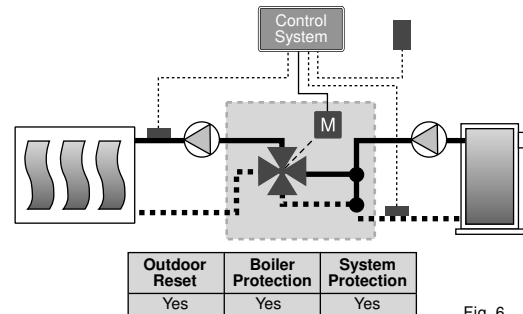 Control
System
M
Outdoor Reset Boiler Protection System Protection
Yes Yes Yes
Fig. 6